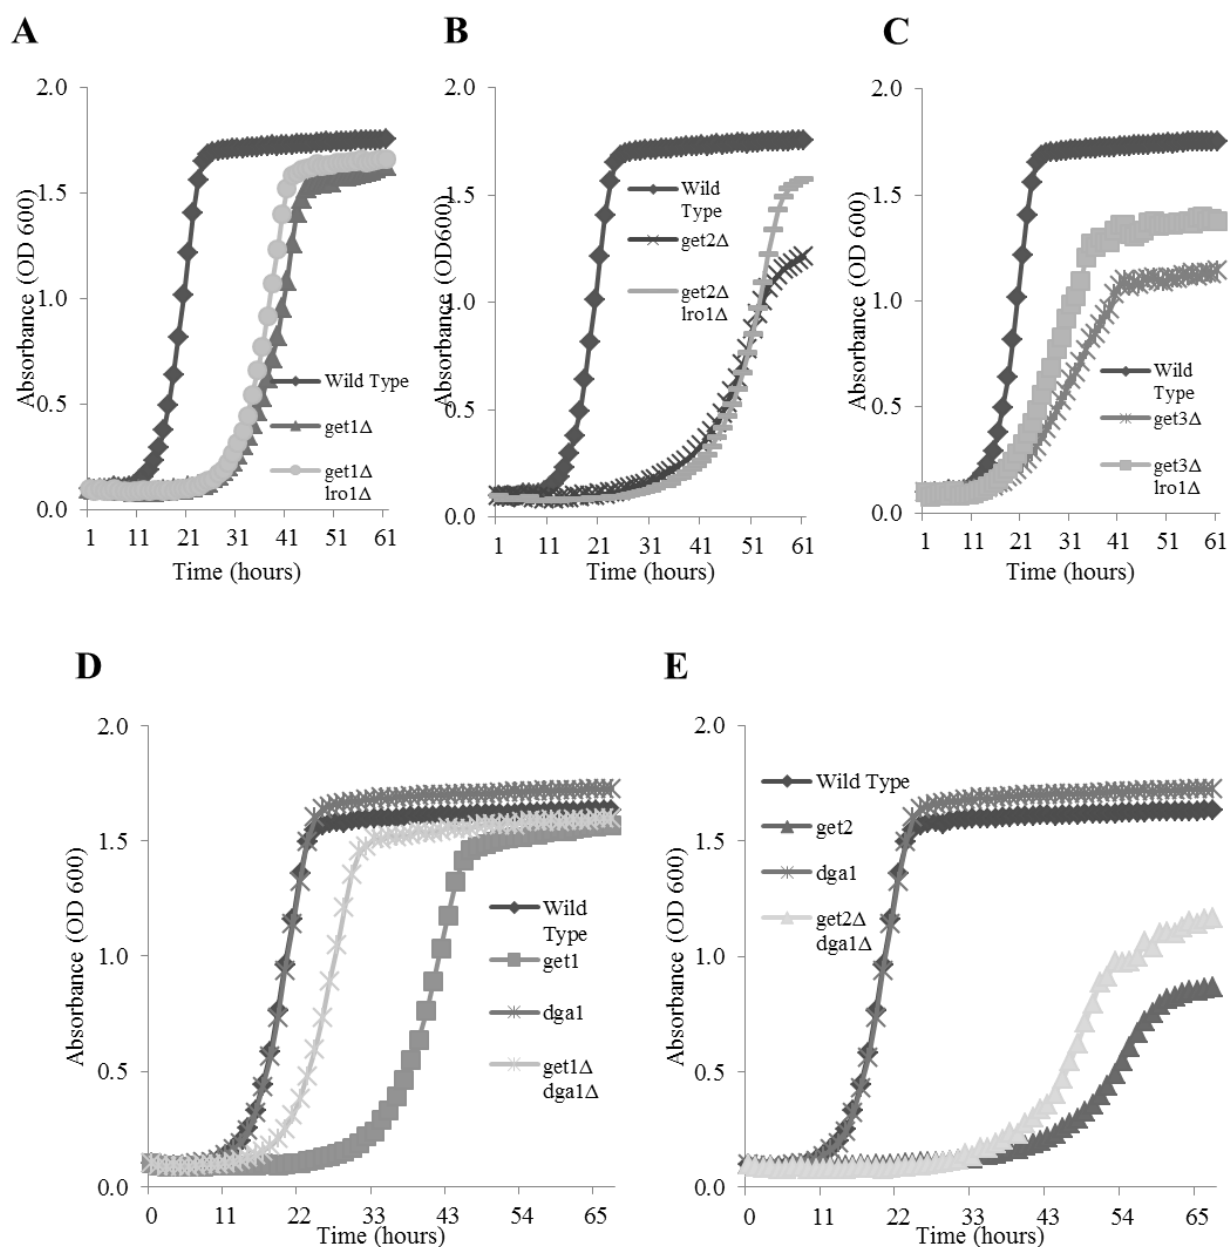 A
B
C
2.0
1.5
1.0
0.5
0.0
Absorbance (OD 600)
Wild Type
get1Δ
get1Δ
lro1Δ
1 11 21 31 41 51 61
Time (hours)
2.0
1.5
1.0
0.5
0.0
Absorbance (OD600)
Wild
Type
get2Δ
get2Δ
lro1Δ
1 11 21 31 41 51 61
Time (hours)
2.0
1.5
1.0
0.5
0.0
Absorbance (OD 600)
Wild
Type
get3Δ
get3Δ
lro1Δ
1 11 21 31 41 51 61
Time (hours)
D
E
2.0
1.5
1.0
0.5
0.0
Absorbance (OD 600)
Wild
Type
get1
dga1
get1Δ
dga1Δ
0 11 22 33 43 54 65
Time (hours)
2.0
1.5
1.0
0.5
0.0
Absorbance (OD 600)
Wild Type
get2
dga1
get2Δ
dga1Δ
0 11 22 33 43 54 65
Time (hours)